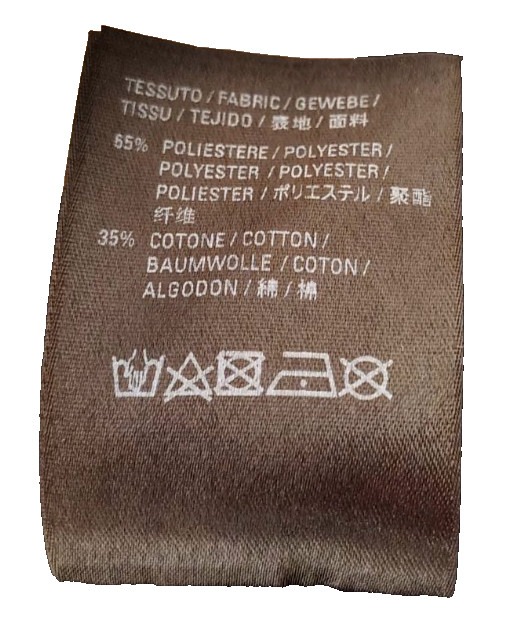 TESSUTO / FABRIC / GEWEBE /
TISSU / TEJIDO / 表地 / 面料
65% POLIESTERE / POLYESTER /
POLYESTER / POLYESTER /
POLIESTER / ポリエステル / 聚酯
纤维
35% COTONE / COTTON /
BAUMWOLLE / COTON /
ALGODON / 綿 / 棉